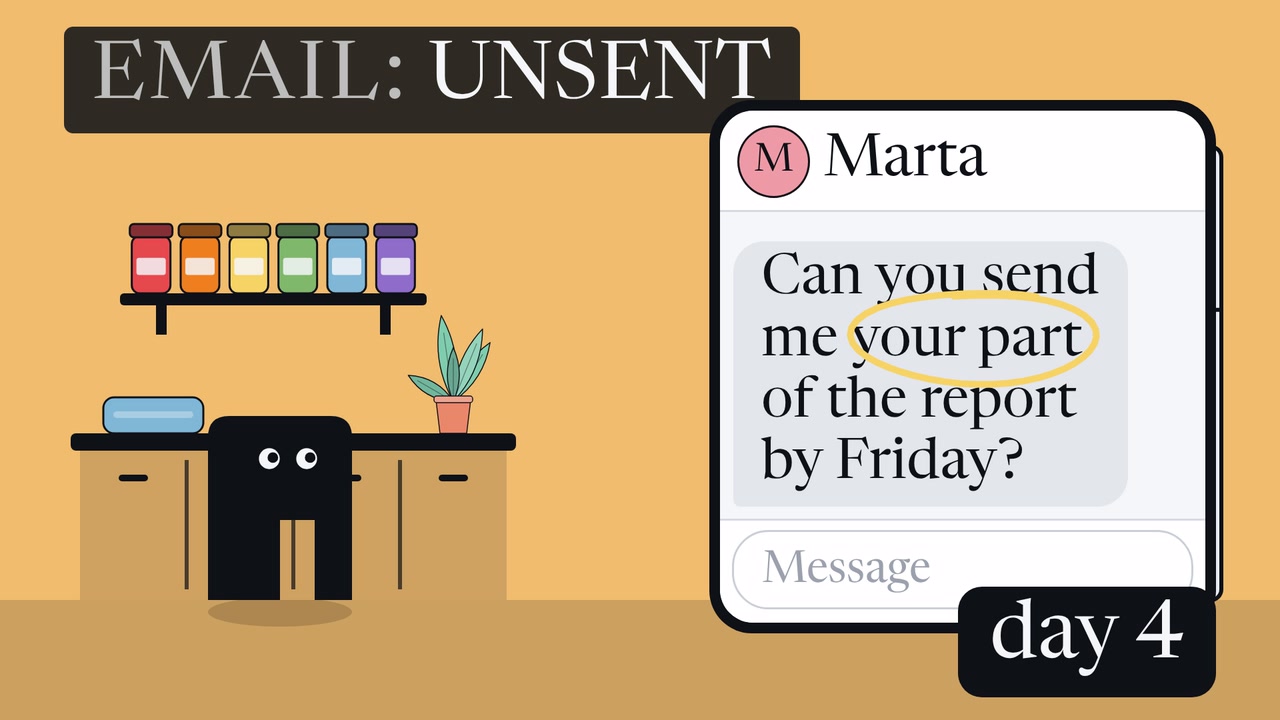 EMAIL: UNSENT
M Marta
Can you send
me your part
of the report
by Friday?
Message
day 4